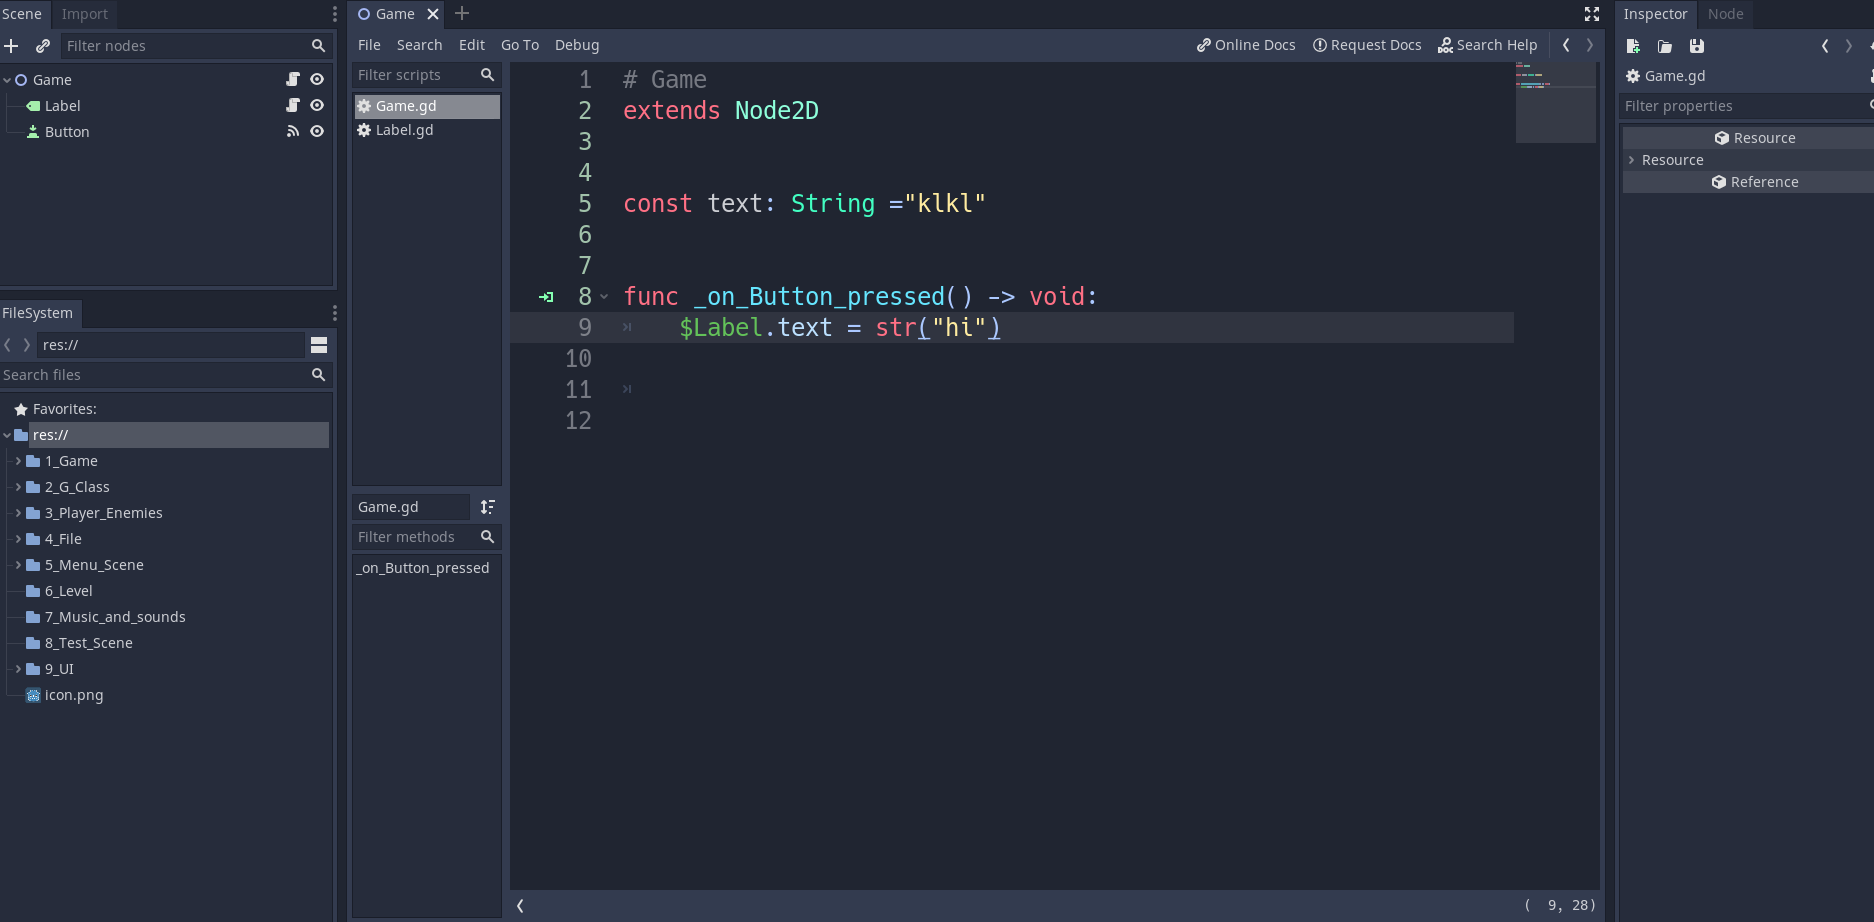 Scene
Import
Filter nodes
Game
Label
Button
FileSystem
res://
Search files
Favorites:
res://
1_Game
2_G_Class
3_Player_Enemies
4_File
5_Menu_Scene
6_Level
7_Music_and_sounds
8_Test_Scene
9_UI
icon.png
Game
File Search Edit Go To Debug
Online Docs Request Docs Search Help
Filter scripts
Game.gd
Label.gd
Game.gd
Filter methods
_on_Button_pressed
1 # Game
2 extends Node2D
3
4
5 const text: String ="klkl"
6
7
8 func _on_Button_pressed() -> void:
9 $Label.text = str("hi")
10
11
12
( 9, 28)
Inspector
Node
Game.gd
Filter properties
Resource
Resource
Reference